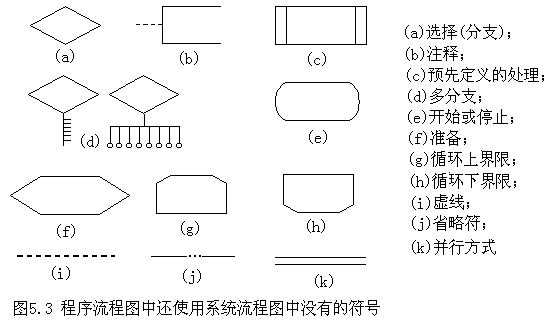 (a)
(b)
(c)
(a)选择(分支);
(b)注释;
(c)预先定义的处理;
(d)多分支;
(e)开始或停止;
(f)准备;
(g)循环上界限;
(h)循环下界限;
(i)虚线;
(j)省略符;
(k)并行方式
(d)
(e)
(f)
(g)
(h)
(i)
(j)
(k)
图5.3 程序流程图中还使用系统流程图中没有的符号